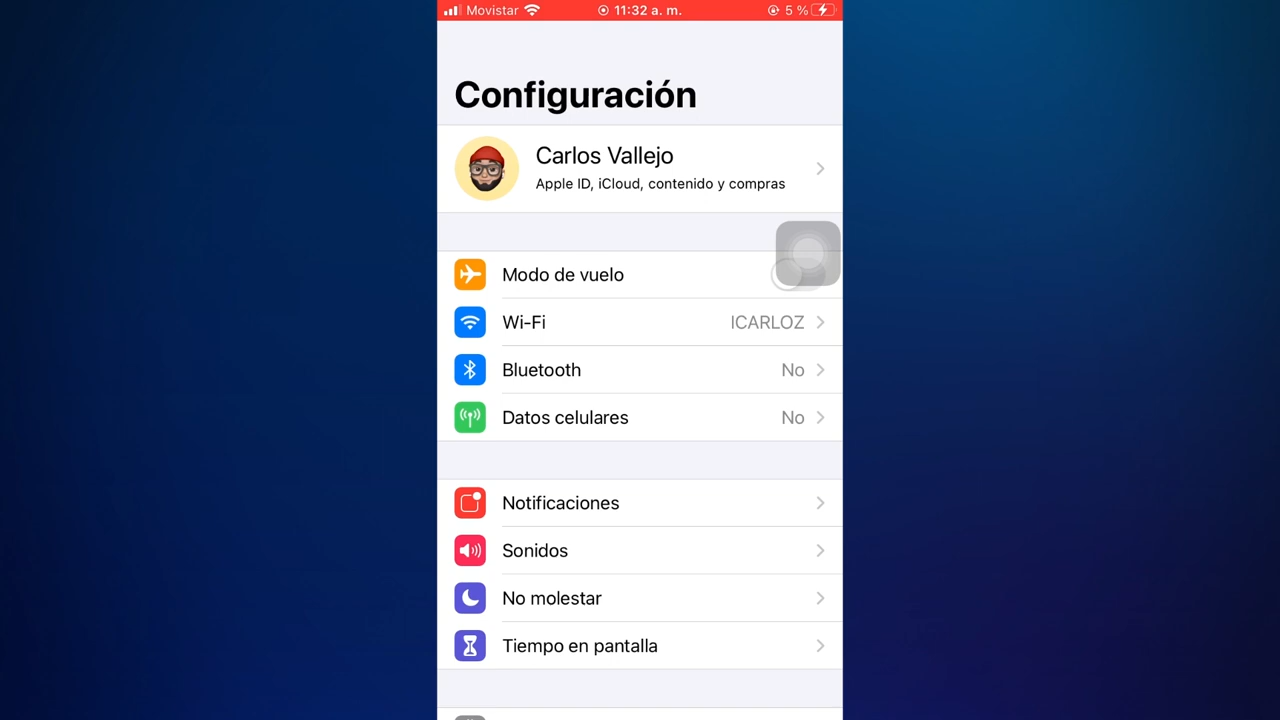 Movistar 11:32 a. m. 5 %
Configuración
Carlos Vallejo
Apple ID, iCloud, contenido y compras
Modo de vuelo
Wi-Fi ICARLOZ
Bluetooth No
Datos celulares No
Notificaciones
Sonidos
No molestar
Tiempo en pantalla